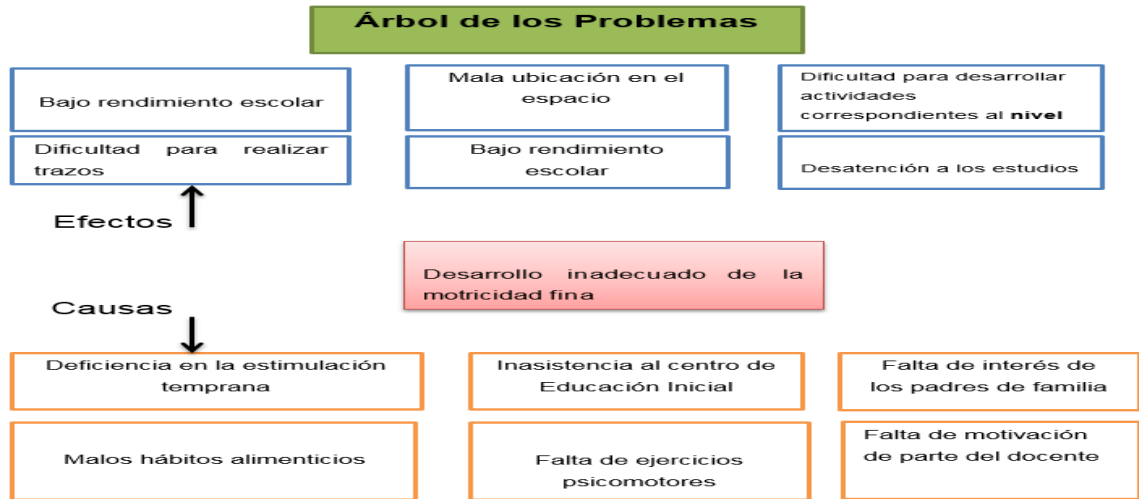 Árbol de los Problemas
Bajo rendimiento escolar
Mala ubicación en el
espacio
Dificultad para desarrollar
actividades
correspondientes al nivel
Dificultad para realizar
trazos
Bajo rendimiento
escolar
Desatención a los estudios
Efectos
Desarrollo inadecuado de la
motricidad fina
Causas
Deficiencia en la estimulación
temprana
Inasistencia al centro de
Educación Inicial
Falta de interés de
los padres de familia
Malos hábitos alimenticios
Falta de ejercicios
psicomotores
Falta de motivación
de parte del docente